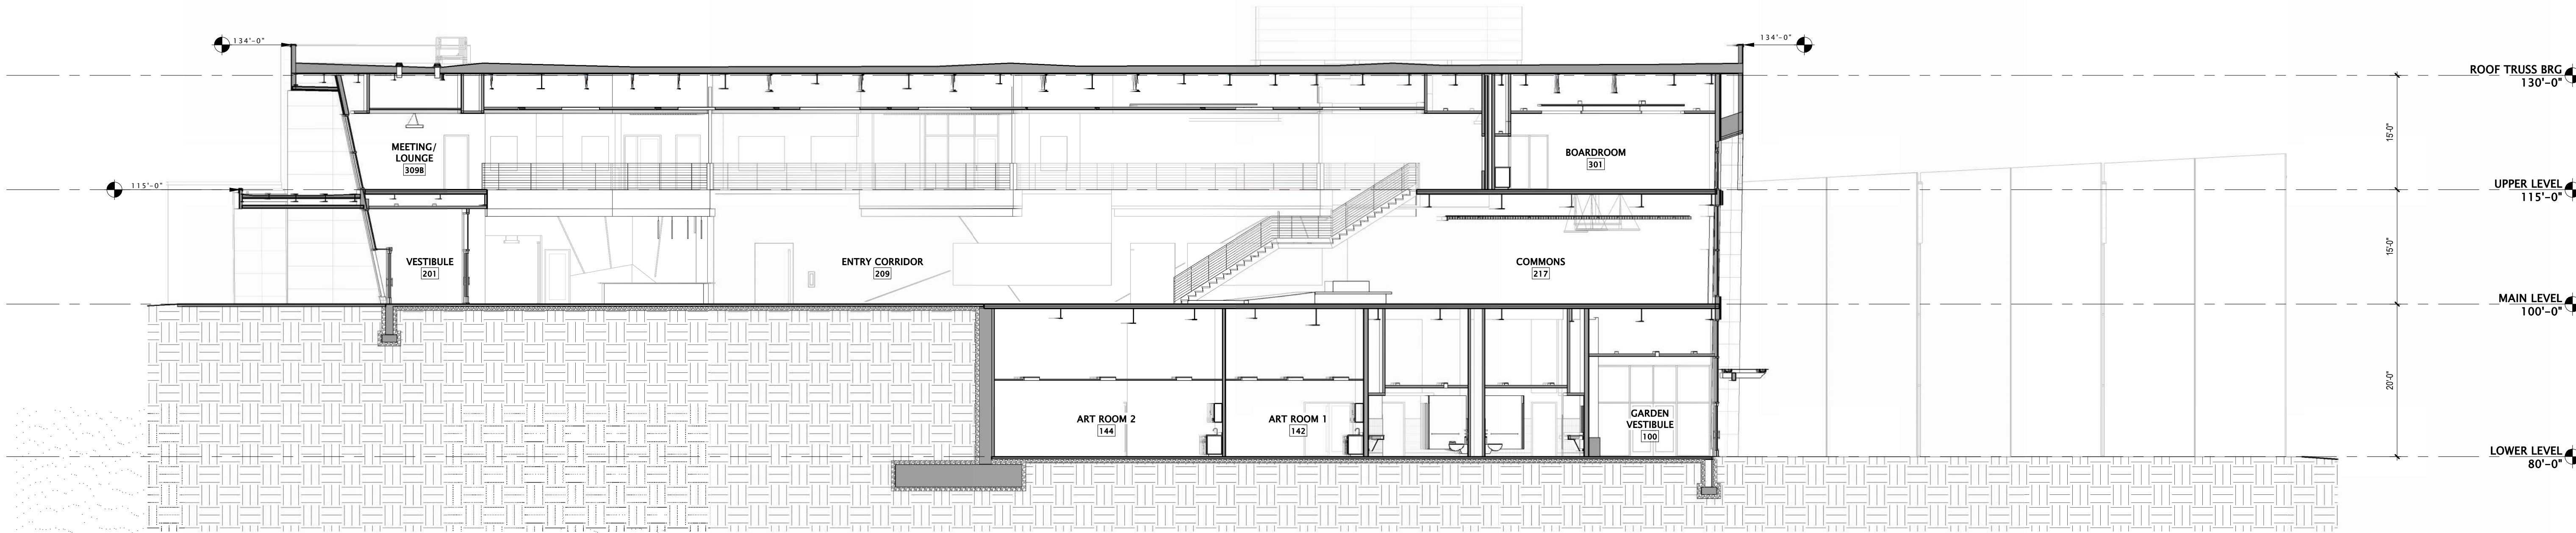 134'-0"
134'-0"
ROOF TRUSS BRG
130'-0"
15'-0"
MEETING/
LOUNGE
309B
BOARDROOM
301
115'-0"
UPPER LEVEL
115'-0"
15'-0"
VESTIBULE
201
ENTRY CORRIDOR
209
COMMONS
217
MAIN LEVEL
100'-0"
20'-0"
ART ROOM 2
144
ART ROOM 1
142
GARDEN
VESTIBULE
100
LOWER LEVEL
80'-0"